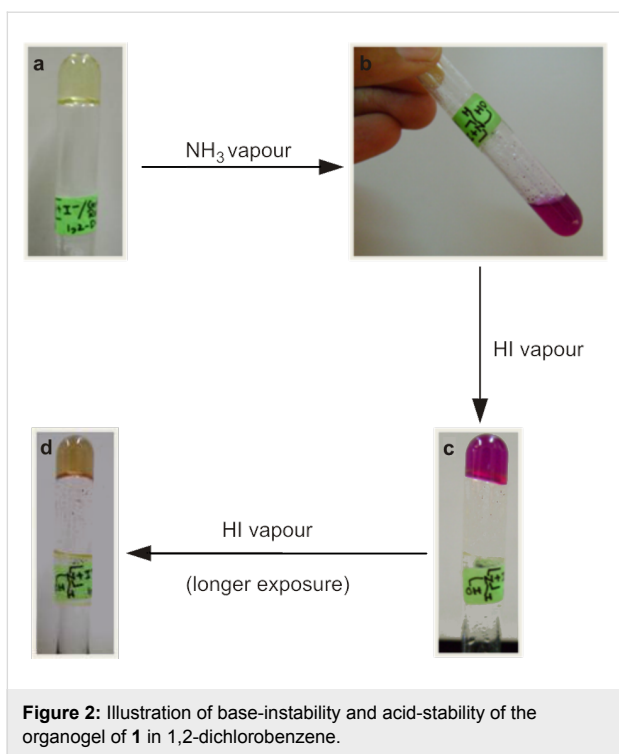 a
NH3 vapour
b
HI vapour
d
HI vapour
(longer exposure)
c
Figure 2: Illustration of base-instability and acid-stability of the
organogel of 1 in 1,2-dichlorobenzene.